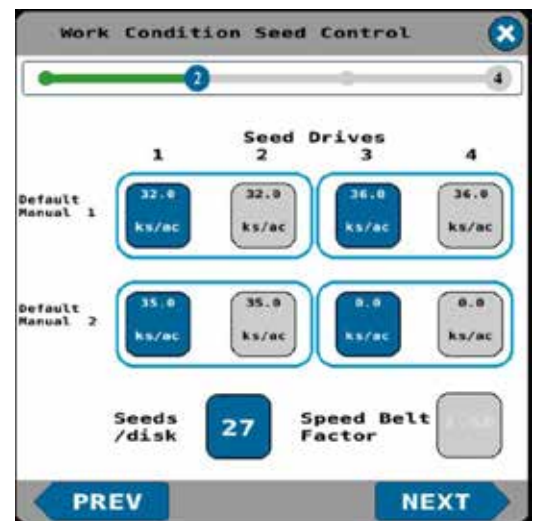 Work Condition Seed Control
2 4
Seed Drives
1 2 3 4
Default Manual 1
32.0 ks/ac 32.0 ks/ac 36.0 ks/ac 36.0 ks/ac
Default Manual 2
35.0 ks/ac 35.0 ks/ac 0.0 ks/ac 0.0 ks/ac
Seeds /disk 27 Speed Belt Factor
PREV NEXT